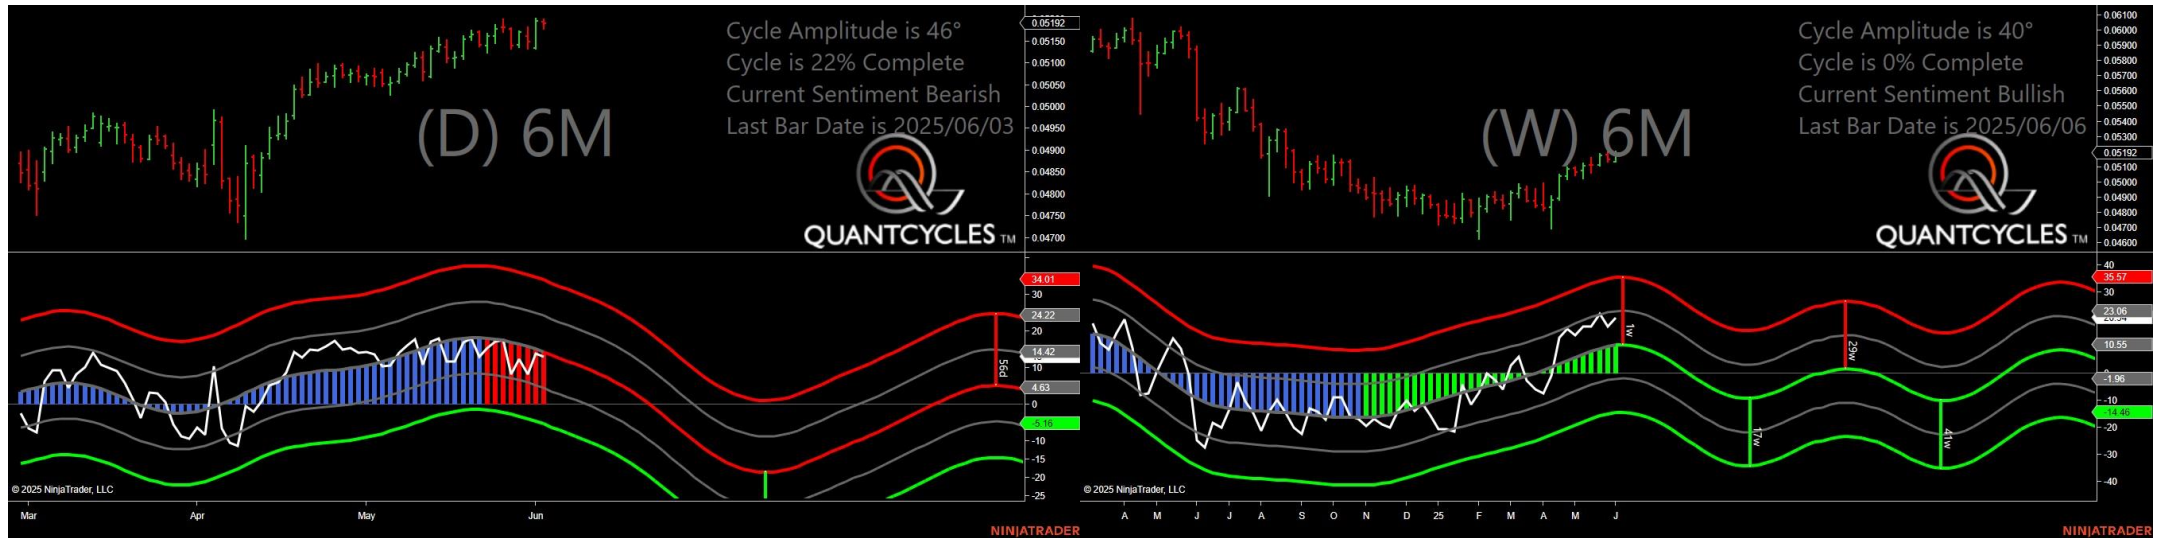 Cycle Amplitude is 46°
Cycle is 22% Complete
Current Sentiment Bearish
Last Bar Date is 2025/06/03
(D) 6M
QUANTCYCLES TM
0.05192
0.05150
0.05100
0.05050
0.05000
0.04950
0.04900
0.04850
0.04800
0.04750
0.04700
34.01
30
24.22
20
14.42
10
4.63
0
-5.16
-10
-15
-20
-25
56d
© 2025 NinjaTrader, LLC
Mar Apr May Jun
NINJATRADER
Cycle Amplitude is 40°
Cycle is 0% Complete
Current Sentiment Bullish
Last Bar Date is 2025/06/06
(W) 6M
QUANTCYCLES TM
0.06100
0.06000
0.05900
0.05800
0.05700
0.05600
0.05500
0.05400
0.05300
0.05192
0.05100
0.05000
0.04900
0.04800
0.04700
0.04600
40
35.57
30
23.06
10.55
-1.96
-10
-14.46
-20
-30
-40
1w
29w
17w
41w
© 2025 NinjaTrader, LLC
A M J J A S O N D 25 F M A M J
NINJATRADER